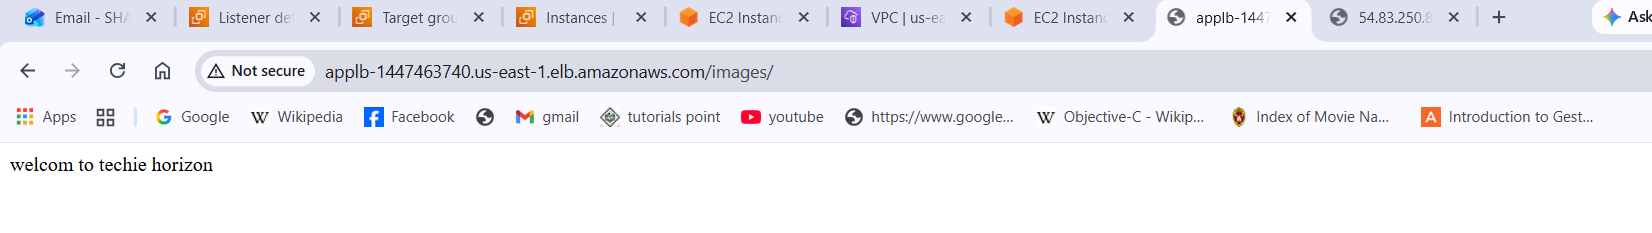 Email - SHA
Listener de
Target grou
Instances |
EC2 Instanc
VPC | us-ea
EC2 Instanc
applb-1447
54.83.250.8
Ask
Not secure
applb-1447463740.us-east-1.elb.amazonaws.com/images/
Apps
Google
Wikipedia
Facebook
gmail
tutorials point
youtube
https://www.google...
Objective-C - Wikip...
Index of Movie Na...
Introduction to Gest...
welcom to techie horizon